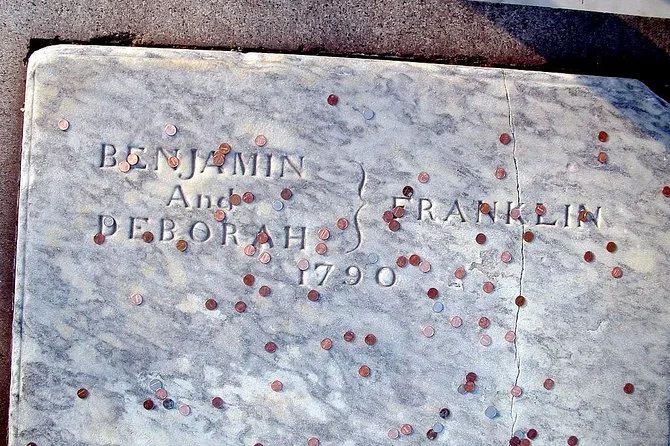 BENJAMIN
And
DEBORAH
} FRANKLIN
1790